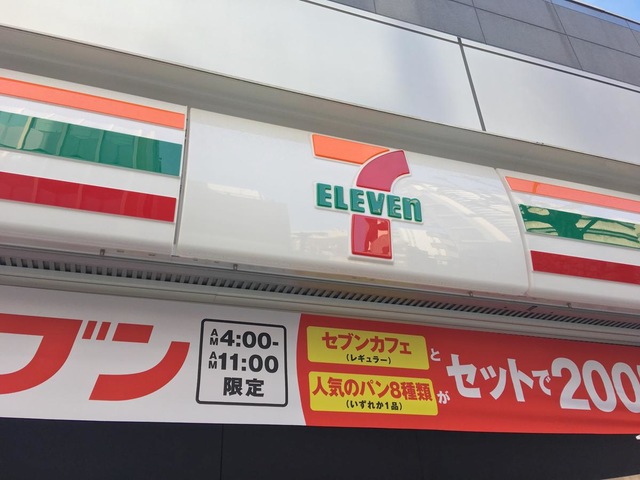 7
ELEVEn
ブン
AM 4:00-
AM 11:00
限定
セブンカフェ
(レギュラー)
と
人気のパン8種類
(いずれか1品)
が
セットで200